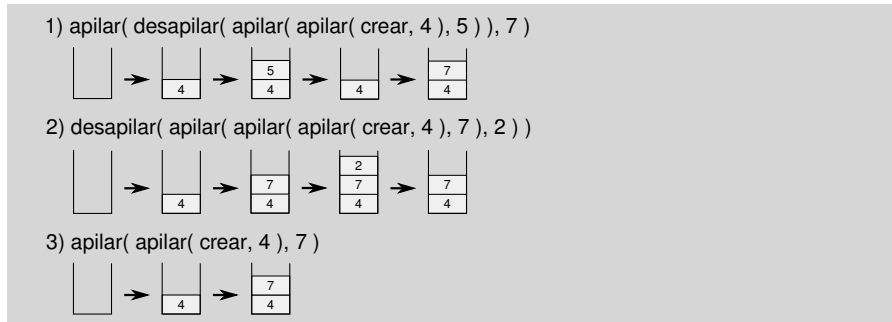 1) apilar( desapilar( apilar( apilar( crear, 4 ), 5 ) ), 7 )
5 7
4 4 4 4
2) desapilar( apilar( apilar( apilar( crear, 4 ), 7 ), 2 ) )
2
7 7 7
4 4 4 4
3) apilar( apilar( crear, 4 ), 7 )
7
4 4